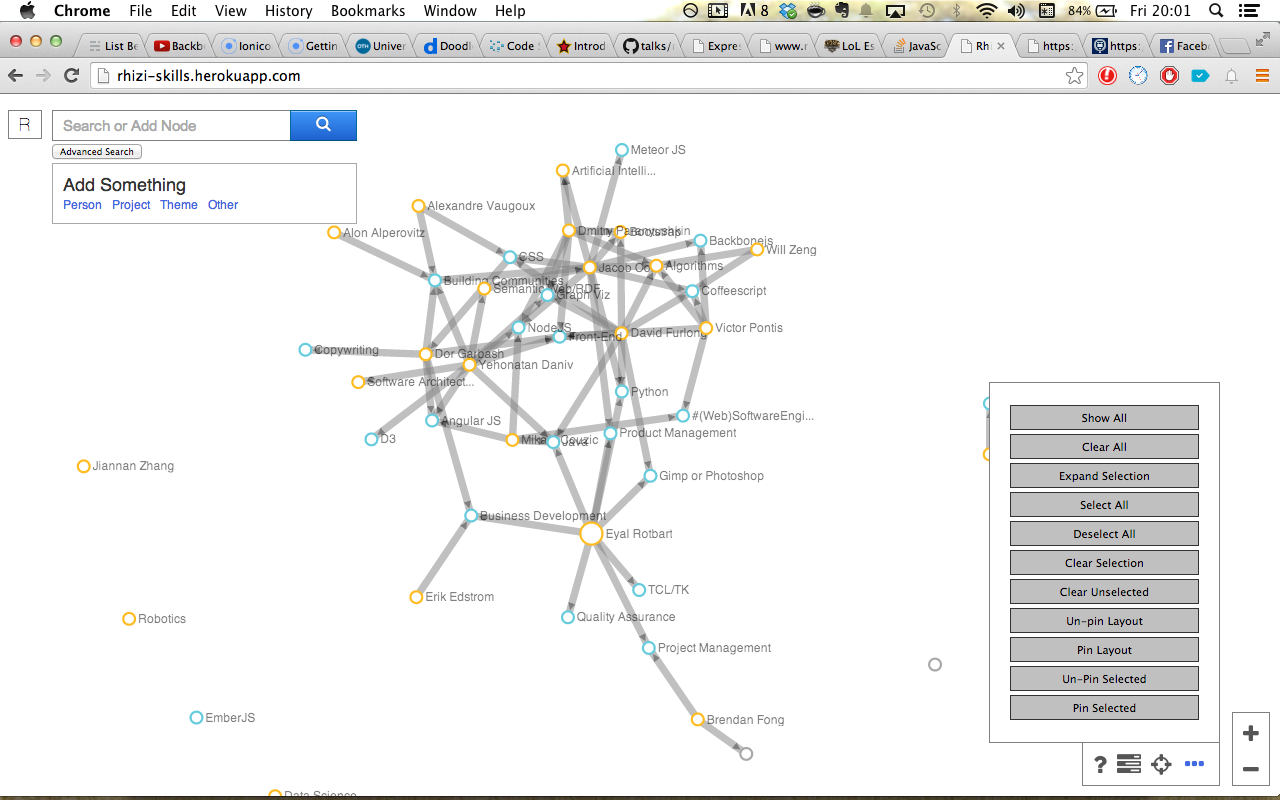 Chrome File Edit View History Bookmarks Window Help 8 84% Fri 20:01
List Be Backb Ionico Gettin Univer Doodl Code Introd talks/ Expres www.r LoL Es JavaSc Rhi https: https: Faceb
rhizi-skills.herokuapp.com
R Search or Add Node
Advanced Search
Add Something
Person Project Theme Other
Meteor JS
Artificial Intelli...
Alexandre Vaugoux
Alon Alperovitz
Dmitry Paranyushkin
Bootstrap
Backbonejs
Will Zeng
CSS
Jacob Co
Algorithms
Building Communities
Semantic Web/RDF
Graph Viz
Coffeescript
NodeJS
Front-End
David Furlong
Victor Pontis
Copywriting
Dor Garbash
Yehonatan Daniv
Software Architect...
Python
Angular JS
#(Web)SoftwareEngi...
D3
Java
Product Management
Jiannan Zhang
Gimp or Photoshop
Business Development
Eyal Rotbart
TCL/TK
Erik Edstrom
Quality Assurance
Robotics
Project Management
EmberJS
Brendan Fong
Data Science
Show All
Clear All
Expand Selection
Select All
Deselect All
Clear Selection
Clear Unselected
Un-pin Layout
Pin Layout
Un-Pin Selected
Pin Selected
?